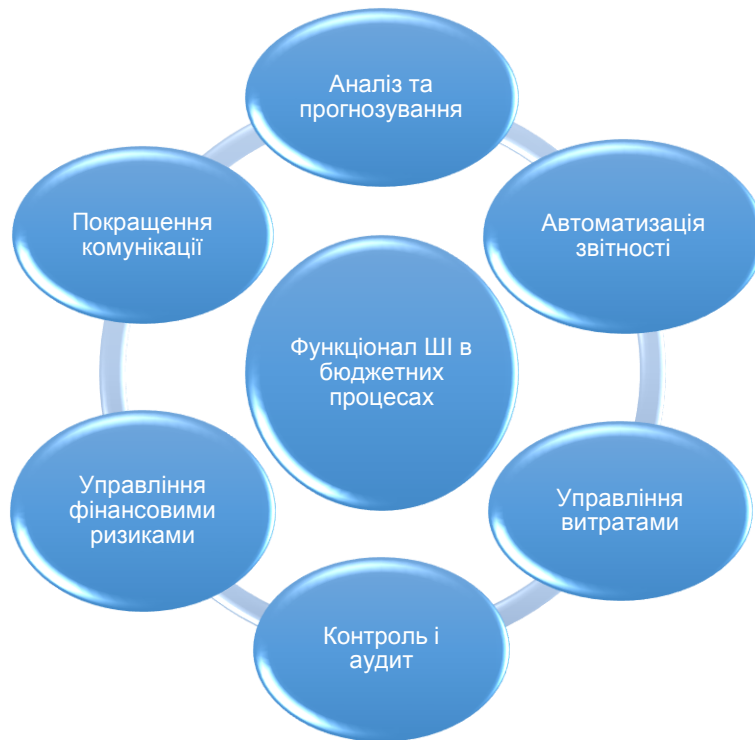 Аналіз та
прогнозування
Автоматизація
звітності
Управління
витратами
Контроль і
аудит
Управління
фінансовими
ризиками
Покращення
комунікації
Функціонал ШІ в
бюджетних
процесах